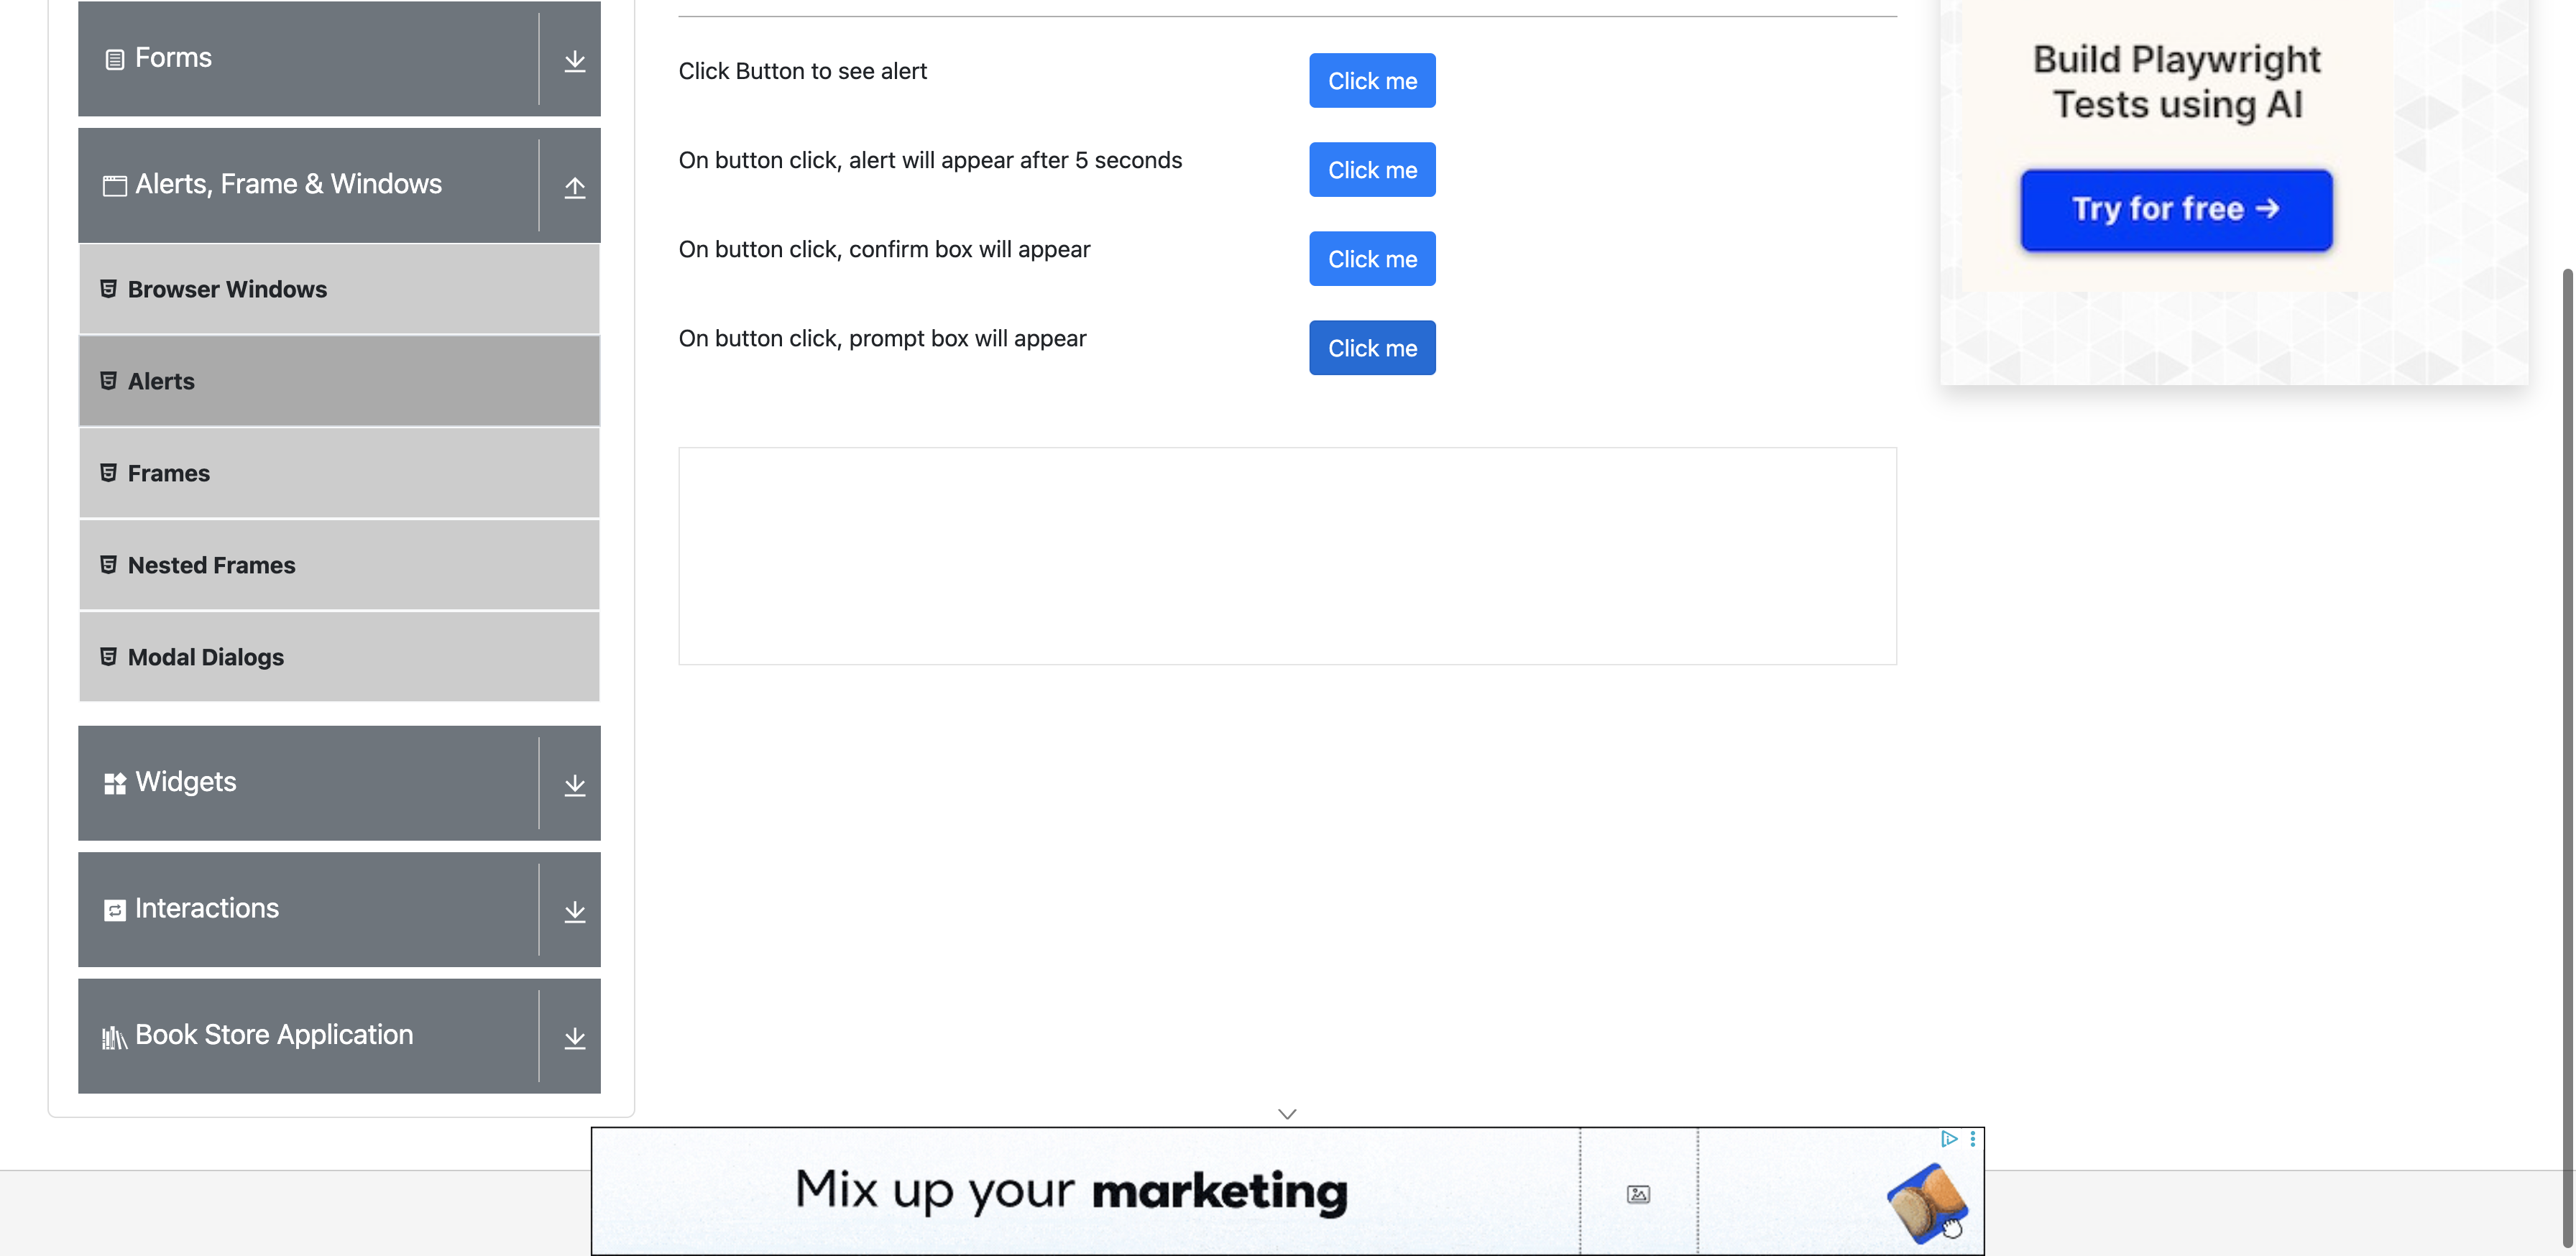 Forms
Alerts, Frame & Windows
Browser Windows
Alerts
Frames
Nested Frames
Modal Dialogs
Widgets
Interactions
Book Store Application
Click Button to see alert
Click me
On button click, alert will appear after 5 seconds
Click me
On button click, confirm box will appear
Click me
On button click, prompt box will appear
Click me
Build Playwright
Tests using AI
Try for free →
Mix up your marketing